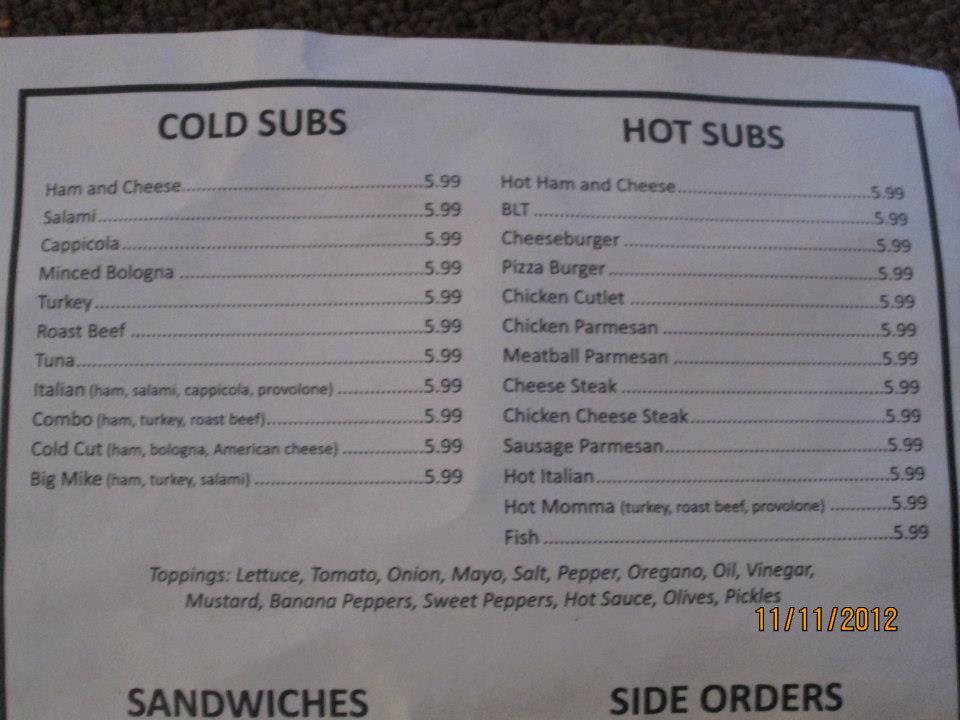 COLD SUBS
Ham and Cheese..........5.99
Salami..........5.99
Cappicola..........5.99
Minced Bologna..........5.99
Turkey..........5.99
Roast Beef..........5.99
Tuna..........5.99
Italian (ham, salami, cappicola, provolone)..........5.99
Combo (ham, turkey, roast beef)..........5.99
Cold Cut (ham, bologna, American cheese)..........5.99
Big Mike (ham, turkey, salami)..........5.99
HOT SUBS
Hot Ham and Cheese..........5.99
BLT..........5.99
Cheeseburger..........5.99
Pizza Burger..........5.99
Chicken Cutlet..........5.99
Chicken Parmesan..........5.99
Meatball Parmesan..........5.99
Cheese Steak..........5.99
Chicken Cheese Steak..........5.99
Sausage Parmesan..........5.99
Hot Italian..........5.99
Hot Momma (turkey, roast beef, provolone)..........5.99
Fish..........5.99
Toppings: Lettuce, Tomato, Onion, Mayo, Salt, Pepper, Oregano, Oil, Vinegar,
Mustard, Banana Peppers, Sweet Peppers, Hot Sauce, Olives, Pickles
11/11/2012
SANDWICHES
SIDE ORDERS